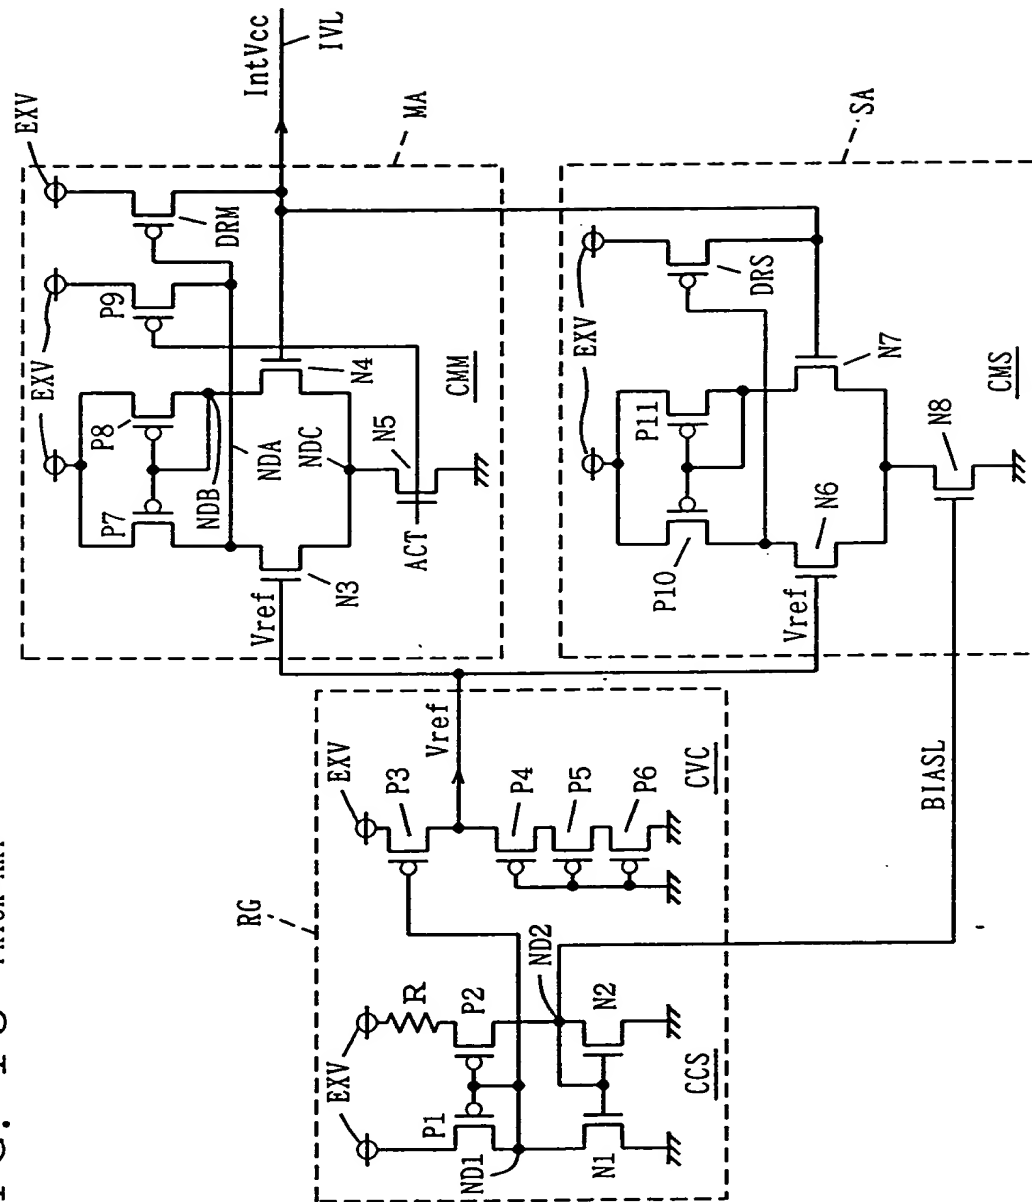 FIG. 18 PRIOR ART
EXV
EXV
EXV
IntVcc
IVL
MA
DRM
P9
P8
P7
NDB
NDA
NDC
N4
N5
N3
ACT
CMM
Vref
SA
EXV
DRS
P11
P10
N7
N6
N8
CMS
Vref
RG
EXV
Vref
P3
P4
P5
P6
CVC
EXV
R
P2
P1
ND2
ND1
N2
N1
CCS
BIASL